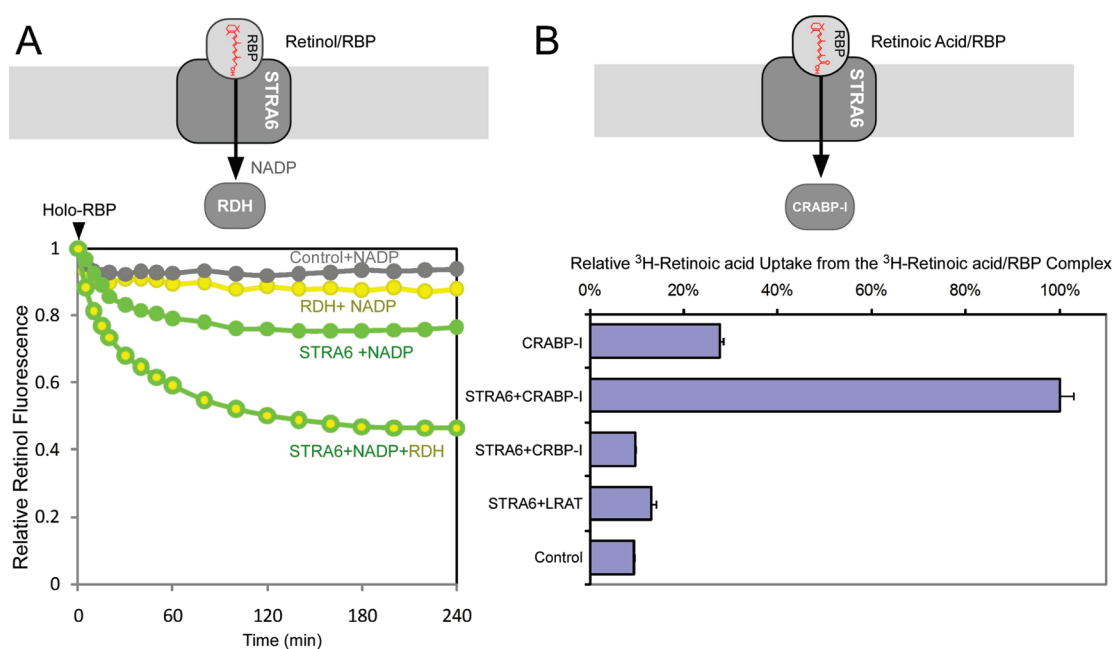 A
RBP
Retinol/RBP
STRA6
NADP
RDH
Holo-RBP
1
0.8
0.6
0.4
0.2
0
Relative Retinol Fluorescence
Control+NADP
RDH+ NADP
STRA6 +NADP
STRA6+NADP+RDH
0 60 120 180 240
Time (min)
B
RBP
Retinoic Acid/RBP
STRA6
CRABP-I
Relative ³H-Retinoic acid Uptake from the ³H-Retinoic acid/RBP Complex
0% 20% 40% 60% 80% 100%
CRABP-I
STRA6+CRABP-I
STRA6+CRBP-I
STRA6+LRAT
Control